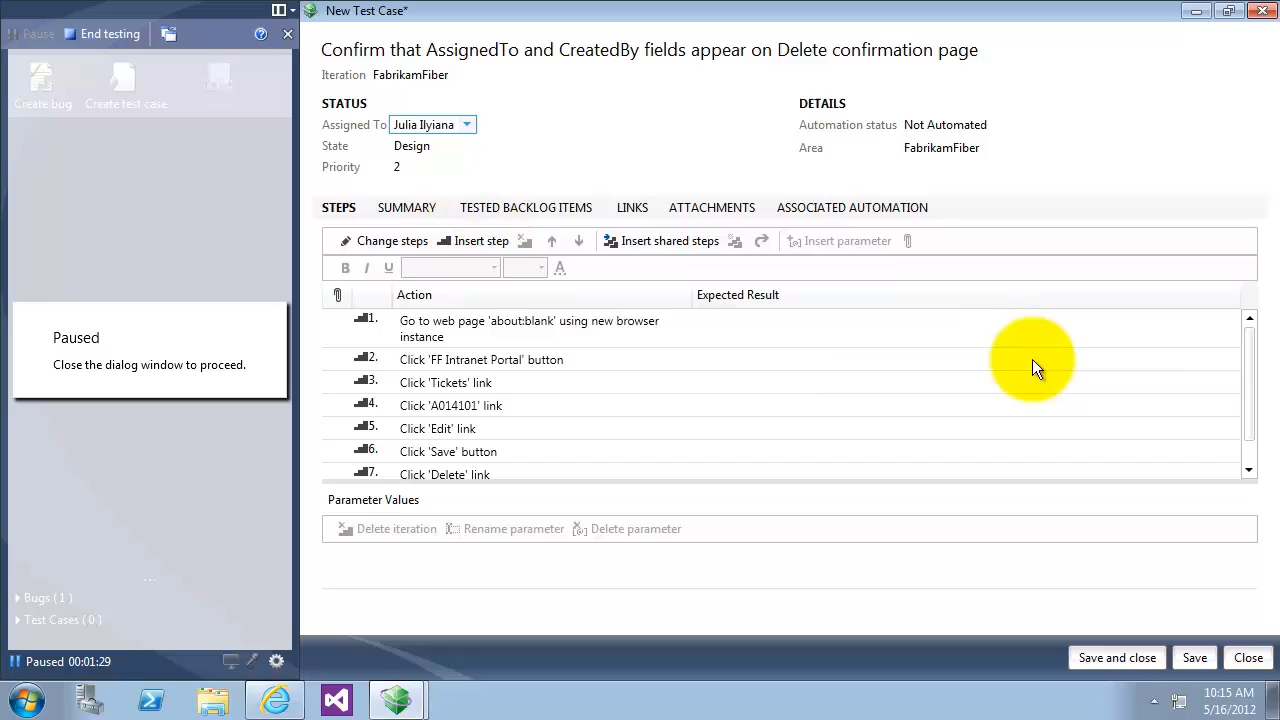 New Test Case*
Pause
End testing
Create bug
Create test case
Confirm that AssignedTo and CreatedBy fields appear on Delete confirmation page
Iteration FabrikamFiber
STATUS
DETAILS
Assigned To Julia Ilyiana
Automation status Not Automated
State Design
Area FabrikamFiber
Priority 2
STEPS SUMMARY TESTED BACKLOG ITEMS LINKS ATTACHMENTS ASSOCIATED AUTOMATION
Change steps Insert step Insert shared steps Insert parameter
B I U A
Action Expected Result
1. Go to web page 'about:blank' using new browser
instance
2. Click 'FF Intranet Portal' button
3. Click 'Tickets' link
4. Click 'A014101' link
5. Click 'Edit' link
6. Click 'Save' button
7. Click 'Delete' link
Paused
Close the dialog window to proceed.
Parameter Values
Delete iteration Rename parameter Delete parameter
Bugs ( 1 )
Test Cases ( 0 )
Paused 00:01:29
Save and close Save Close
10:15 AM
5/16/2012